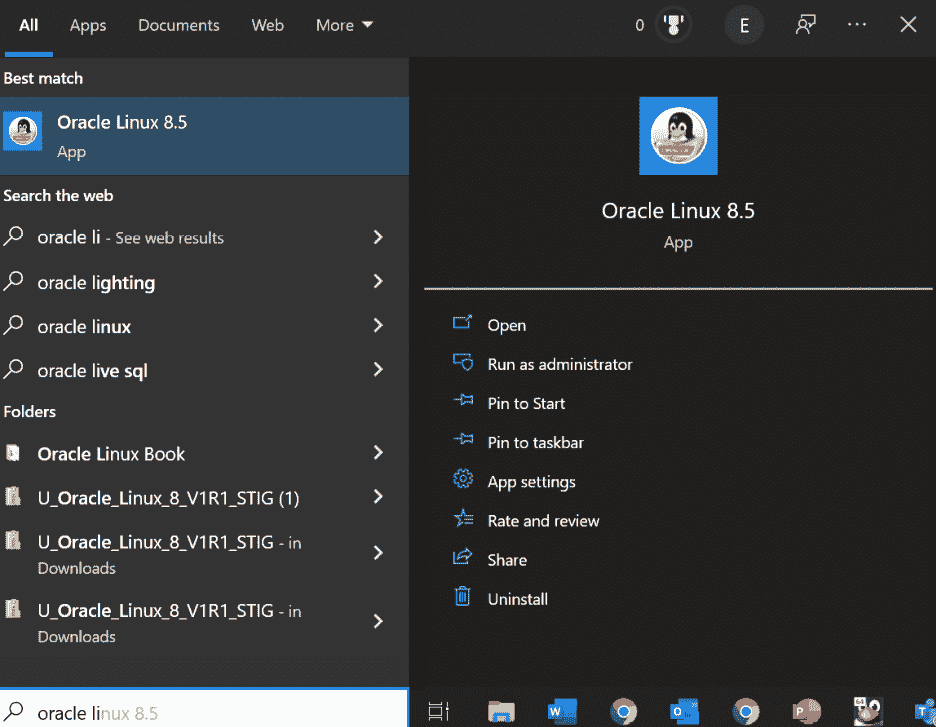 All Apps Documents Web More 0 E
Best match
Oracle Linux 8.5
App
Search the web
oracle li - See web results
oracle lighting
oracle linux
oracle live sql
Folders
Oracle Linux Book
U_Oracle_Linux_8_V1R1_STIG (1)
U_Oracle_Linux_8_V1R1_STIG - in
Downloads
U_Oracle_Linux_8_V1R1_STIG - in
Downloads
oracle linux 8.5
Oracle Linux 8.5
App
Open
Run as administrator
Pin to Start
Pin to taskbar
App settings
Rate and review
Share
Uninstall
W O P 64 T